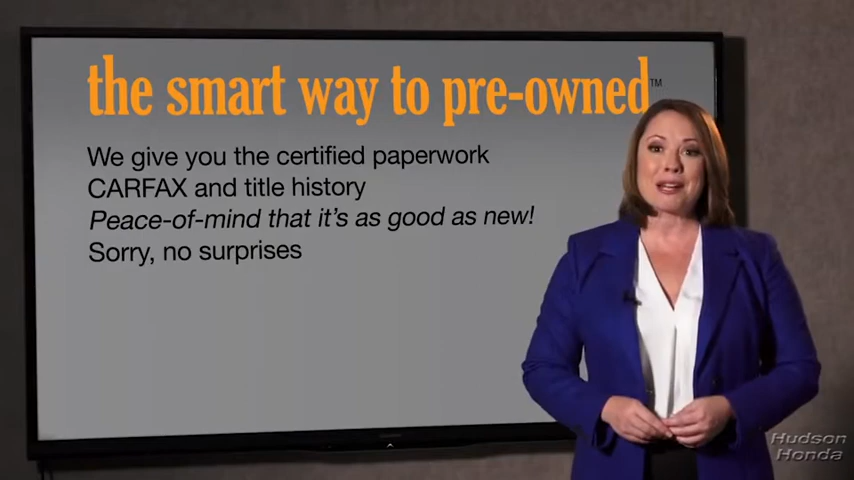 the smart way to pre-owned™
We give you the certified paperwork
CARFAX and title history
Peace-of-mind that it's as good as new!
Sorry, no surprises
Hudson
Honda